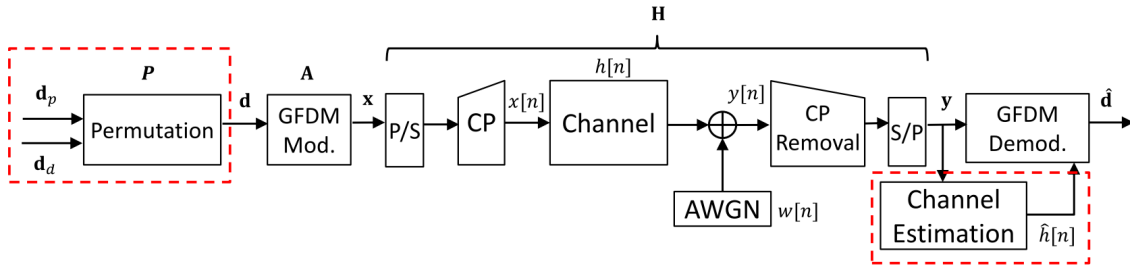 H
P
A
h[n]
d_p
d_d
Permutation
d
GFDM
Mod.
x
P/S
CP
x[n]
Channel
y[n]
AWGN
w[n]
CP
Removal
S/P
y
GFDM
Demod.
d̂
Channel
Estimation
ĥ[n]